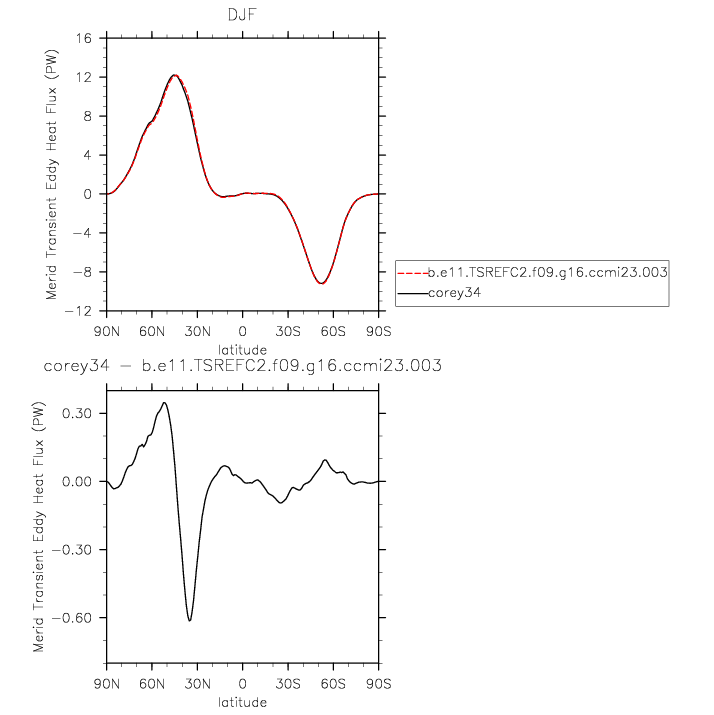 DJF
Merid Transient Eddy Heat Flux (PW)
16
12
8
4
0
-4
-8
-12
90N 60N 30N 0 30S 60S 90S
latitude
b.e11.TSREFC2.f09.g16.ccmi23.003
corey34
corey34 - b.e11.TSREFC2.f09.g16.ccmi23.003
Merid Transient Eddy Heat Flux (PW)
0.30
0.00
-0.30
-0.60
90N 60N 30N 0 30S 60S 90S
latitude